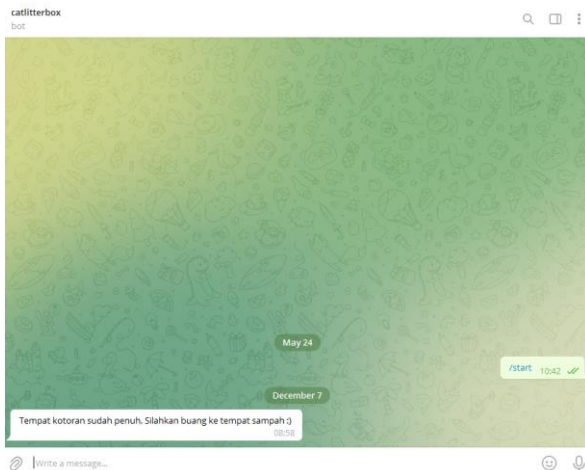 catlitterbox
bot
May 24
/start 10:42
December 7
Tempat kotoran sudah penuh. Silahkan buang ke tempat sampah :)
08:58
Write a message...